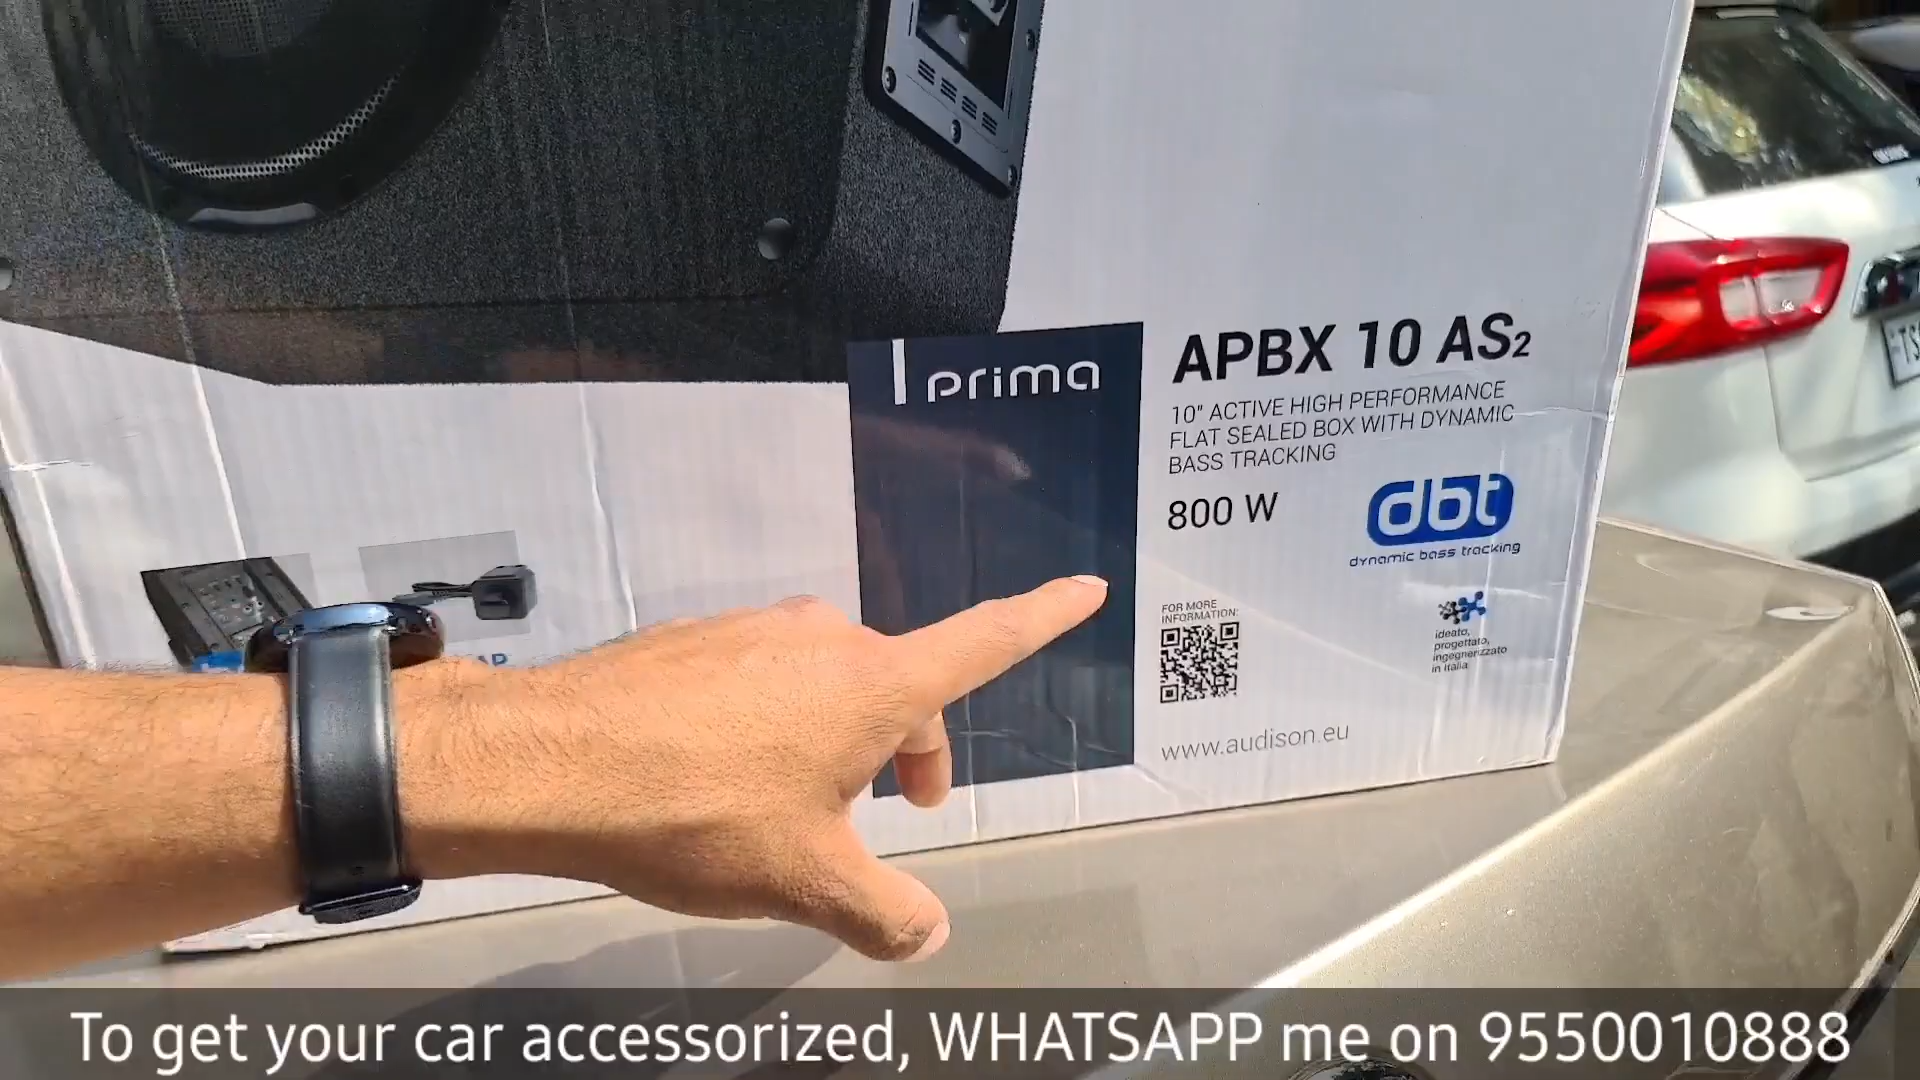 prima
APBX 10 AS2
10" ACTIVE HIGH PERFORMANCE
FLAT SEALED BOX WITH DYNAMIC
BASS TRACKING
800 W
dbt
dynamic bass tracking
FOR MORE
INFORMATION:
ideato,
progettato,
ingegnerizzato
in Italia
www.audison.eu
To get your car accessorized, WHATSAPP me on 9550010888